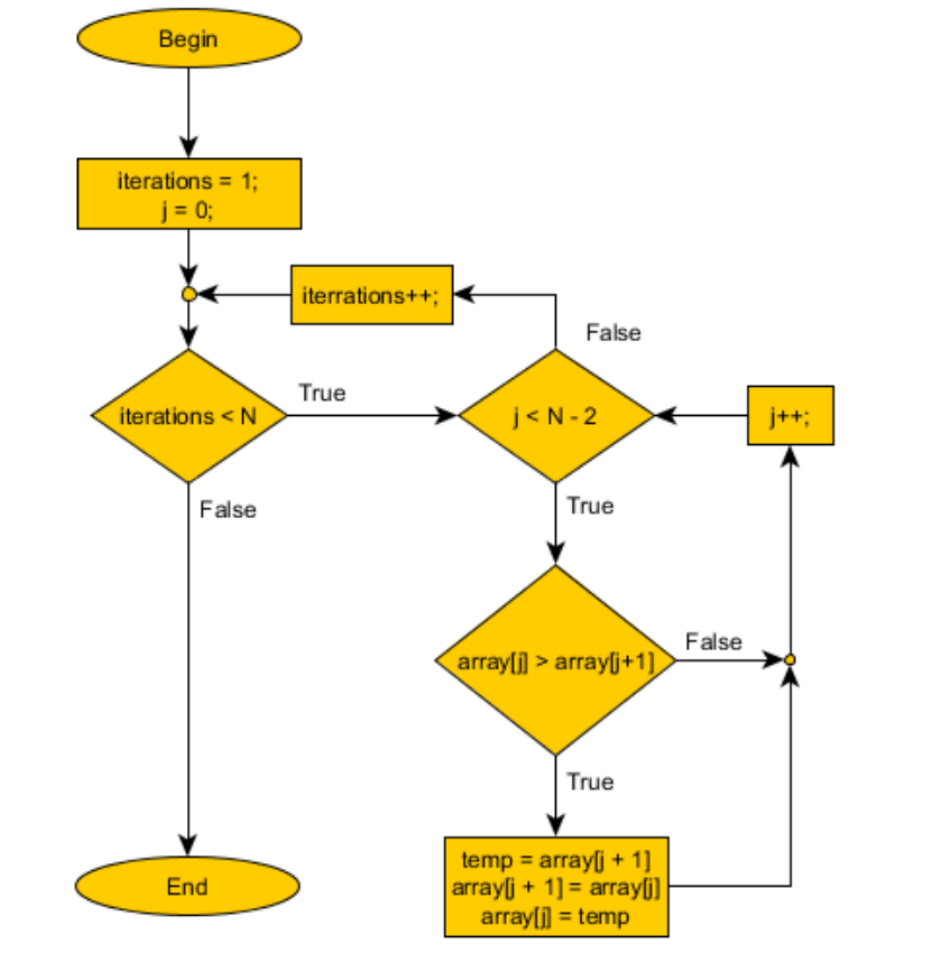 Begin
iterations = 1;
j = 0;
iterrations++;
False
iterations < N
True
j < N - 2
j++;
False
True
array[j] > array[j+1]
False
True
temp = array[j + 1]
array[j + 1] = array[j]
array[j] = temp
End